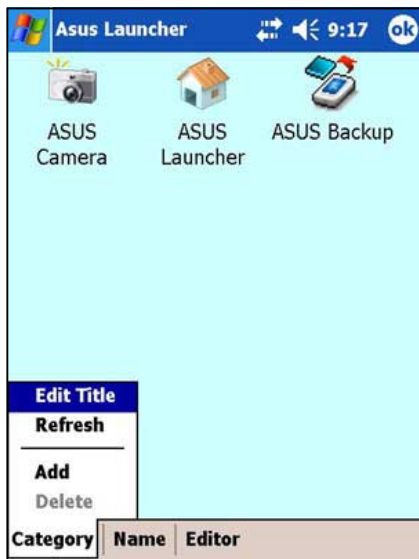 Asus Launcher 9:17 ok
ASUS Camera
ASUS Launcher
ASUS Backup
Edit Title
Refresh
Add
Delete
Category Name Editor